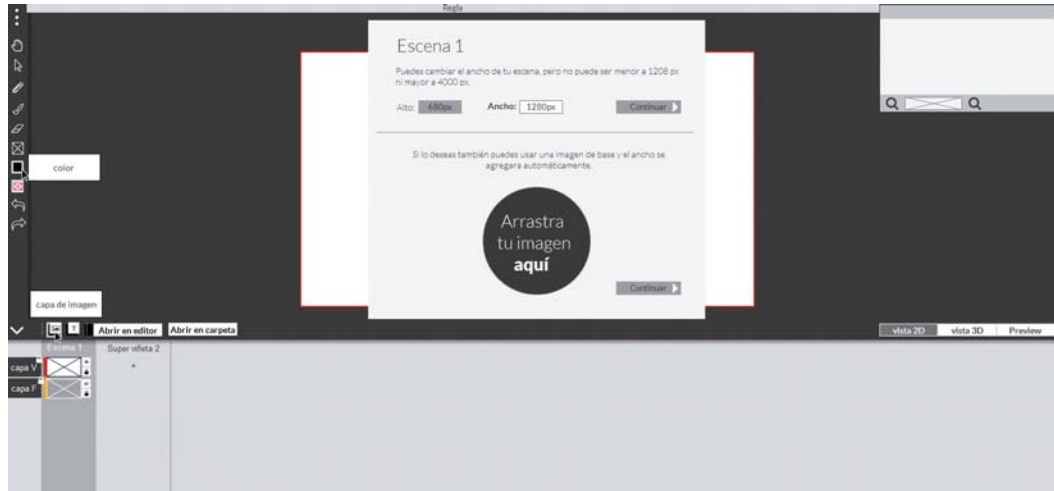 Regla
Escena 1
Puedes cambiar el ancho de tu escena, pero no puede ser menor a 1208 px
ni mayor a 4000 px.
Alto: 680px Ancho: 1280px Continuar
Si lo deseas también puedes usar una imagen de base y el ancho se
agregara automáticamente.
Arrastra
tu imagen
aquí
Continuar
color
capa de imagen
T Abrir en editor Abrir en carpeta vista 2D vista 3D Preview
Escena 1 Super viñeta 2
capa V +
capa F